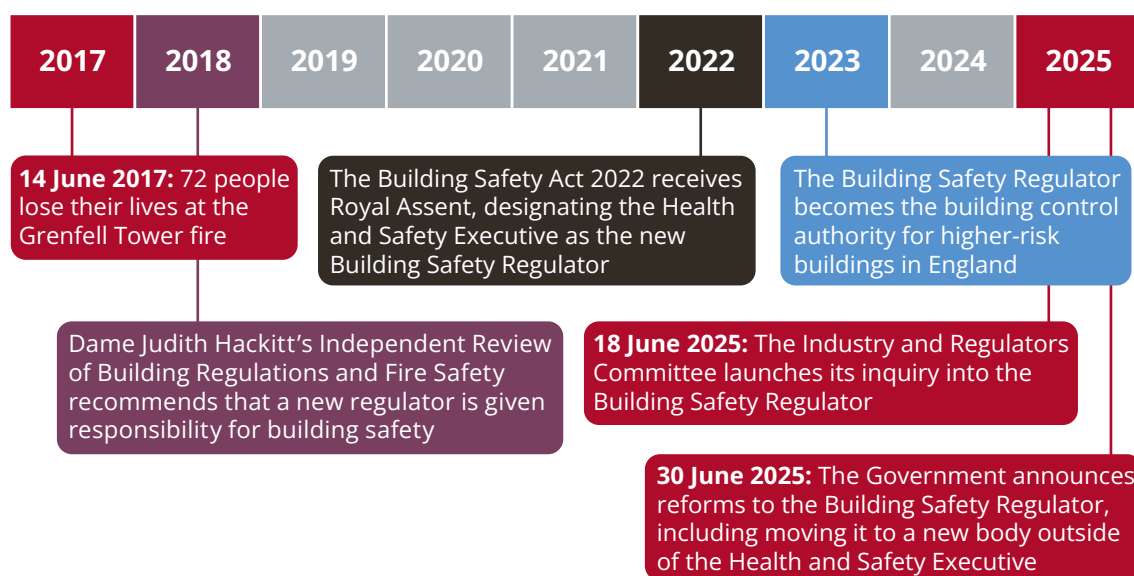 2017 2018 2019 2020 2021 2022 2023 2024 2025
14 June 2017: 72 people
lose their lives at the
Grenfell Tower fire
The Building Safety Act 2022 receives
Royal Assent, designating the Health
and Safety Executive as the new
Building Safety Regulator
The Building Safety Regulator
becomes the building control
authority for higher-risk
buildings in England
Dame Judith Hackitt’s Independent Review
of Building Regulations and Fire Safety
recommends that a new regulator is given
responsibility for building safety
18 June 2025: The Industry and Regulators
Committee launches its inquiry into the
Building Safety Regulator
30 June 2025: The Government announces
reforms to the Building Safety Regulator,
including moving it to a new body outside
of the Health and Safety Executive